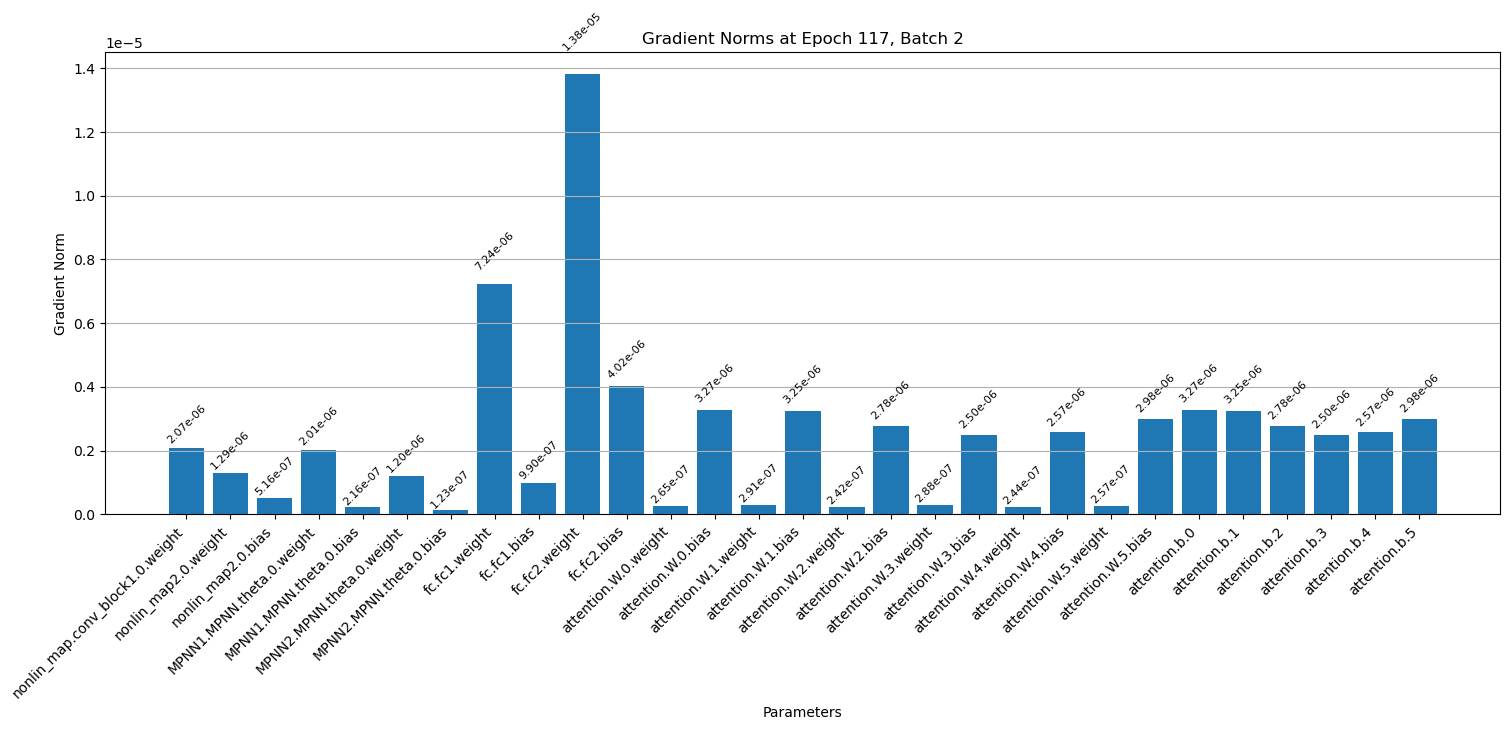 Gradient Norms at Epoch 117, Batch 2
1e−5
1.4
1.2
1.0
0.8
0.6
0.4
0.2
0.0
Gradient Norm
2.07e-06
1.29e-06
5.16e-07
2.01e-06
2.16e-07
1.20e-06
1.23e-07
7.24e-06
9.90e-07
1.38e-05
4.02e-06
2.65e-07
3.27e-06
2.91e-07
3.25e-06
2.42e-07
2.78e-06
2.88e-07
2.50e-06
2.44e-07
2.57e-06
2.57e-07
2.98e-06
3.27e-06
3.25e-06
2.78e-06
2.50e-06
2.57e-06
2.98e-06
nonlin_map.conv_block1.0.weight
nonlin_map2.0.weight
nonlin_map2.0.bias
MPNN1.MPNN.theta.0.weight
MPNN1.MPNN.theta.0.bias
MPNN2.MPNN.theta.0.weight
MPNN2.MPNN.theta.0.bias
fc.fc1.weight
fc.fc1.bias
fc.fc2.weight
fc.fc2.bias
attention.W.0.weight
attention.W.0.bias
attention.W.1.weight
attention.W.1.bias
attention.W.2.weight
attention.W.2.bias
attention.W.3.weight
attention.W.3.bias
attention.W.4.weight
attention.W.4.bias
attention.W.5.weight
attention.W.5.bias
attention.b.0
attention.b.1
attention.b.2
attention.b.3
attention.b.4
attention.b.5
Parameters